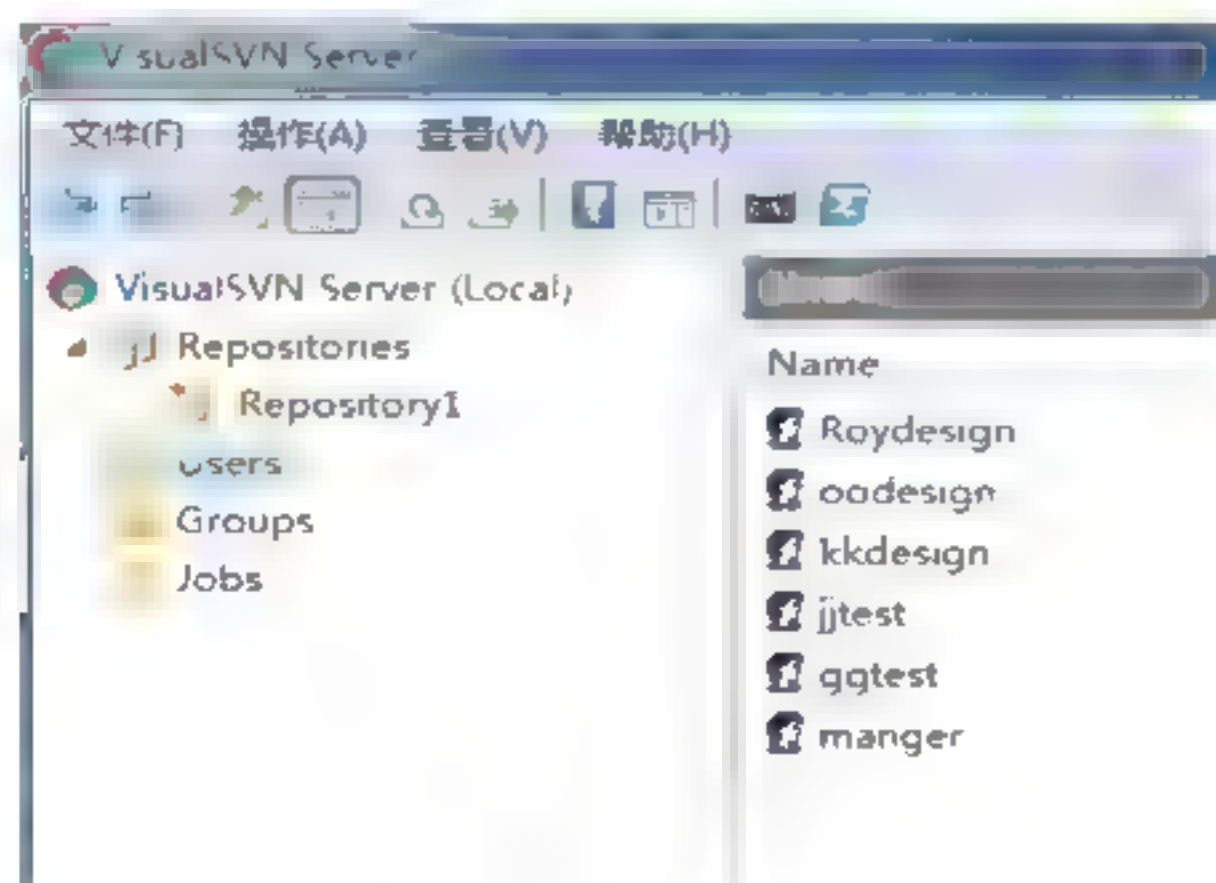 VisualSVN Server
文件(F) 操作(A) 查看(V) 帮助(H)
VisualSVN Server (Local)
Repositories
Repository1
Users
Groups
Jobs
Name
Roydesign
oodesign
kkdesign
jjtest
ggtest
manger